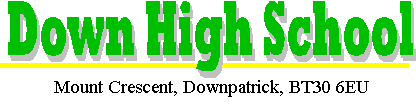 Down High School
Mount Crescent, Downpatrick, BT30 6EU